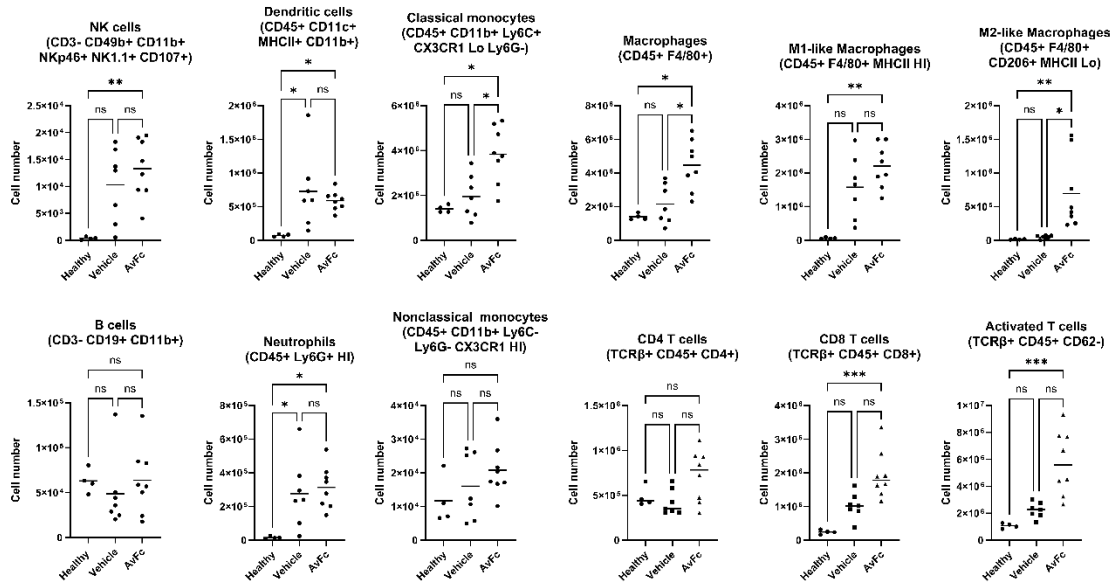 NK cells
(CD3- CD49b+ CD11b+
NKp46+ NK1.1+ CD107+)
**
ns
ns
Cell number
2.5×10⁴
2×10⁴
1.5×10⁴
1×10⁴
5×10³
0
Healthy
Vehicle
AvFc
Dendritic cells
(CD45+ CD11c+
MHCII+ CD11b+)
*
*
ns
Cell number
2×10⁶
1.5×10⁶
1×10⁶
5×10⁵
0
Healthy
Vehicle
AvFc
Classical monocytes
(CD45+ CD11b+ Ly6C+
CX3CR1 Lo Ly6G-)
*
ns
*
Cell number
6×10⁶
4×10⁶
2×10⁶
0
Healthy
Vehicle
AvFc
Macrophages
(CD45+ F4/80+)
*
ns
*
Cell number
8×10⁶
6×10⁶
4×10⁶
2×10⁶
0
Healthy
Vehicle
AvFc
M1-like Macrophages
(CD45+ F4/80+ MHCII HI)
**
ns
ns
Cell number
4×10⁶
3×10⁶
2×10⁶
1×10⁶
0
Healthy
Vehicle
AvFc
M2-like Macrophages
(CD45+ F4/80+
CD206+ MHCII Lo)
**
ns
*
Cell number
2×10⁶
1.5×10⁶
1×10⁶
5×10⁵
0
Healthy
Vehicle
AvFc
B cells
(CD3- CD19+ CD11b+)
ns
ns
ns
Cell number
1.5×10⁵
1×10⁵
5×10⁴
0
Healthy
Vehicle
AvFc
Neutrophils
(CD45+ Ly6G+ HI)
*
*
ns
Cell number
8×10⁵
6×10⁵
4×10⁵
2×10⁵
0
Healthy
Vehicle
AvFc
Nonclassical monocytes
(CD45+ CD11b+ Ly6C-
Ly6G- CX3CR1 HI)
ns
ns
ns
Cell number
4×10⁴
3×10⁴
2×10⁴
1×10⁴
0
Healthy
Vehicle
AvFc
CD4 T cells
(TCRβ+ CD45+ CD4+)
ns
ns
ns
Cell number
1.5×10⁶
1×10⁶
5×10⁵
0
Healthy
Vehicle
AvFc
CD8 T cells
(TCRβ+ CD45+ CD8+)
***
ns
ns
Cell number
4×10⁶
3×10⁶
2×10⁶
1×10⁶
0
Healthy
Vehicle
AvFc
Activated T cells
(TCRβ+ CD45+ CD62-)
***
ns
ns
Cell number
1×10⁷
8×10⁶
6×10⁶
4×10⁶
2×10⁶
0
Healthy
Vehicle
AvFc